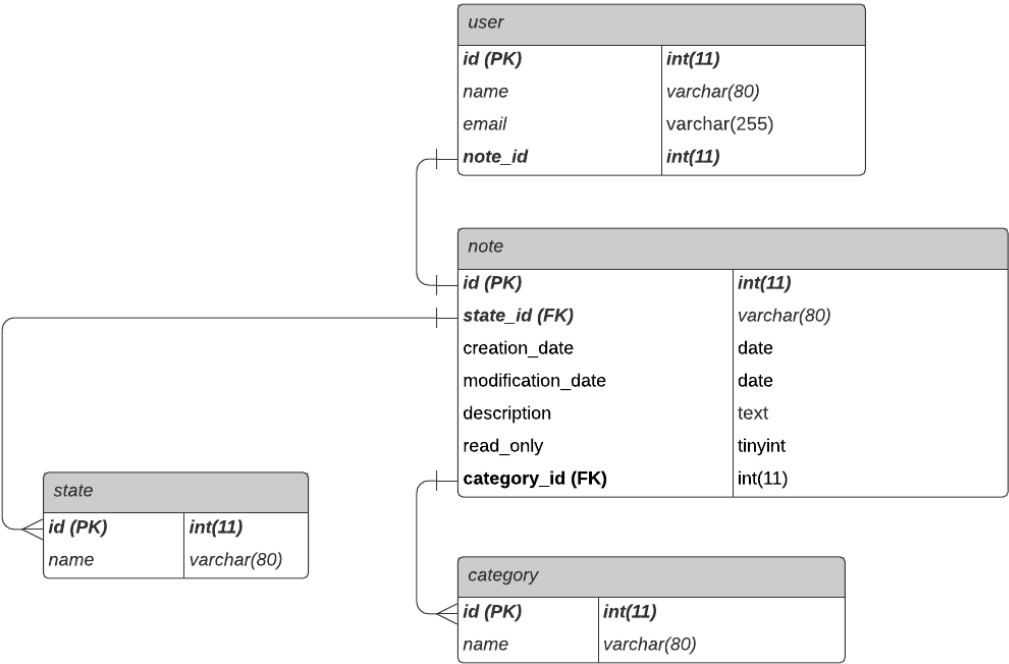 user
id (PK) int(11)
name varchar(80)
email varchar(255)
note_id int(11)
note
id (PK) int(11)
state_id (FK) varchar(80)
creation_date date
modification_date date
description text
read_only tinyint
category_id (FK) int(11)
state
id (PK) int(11)
name varchar(80)
category
id (PK) int(11)
name varchar(80)